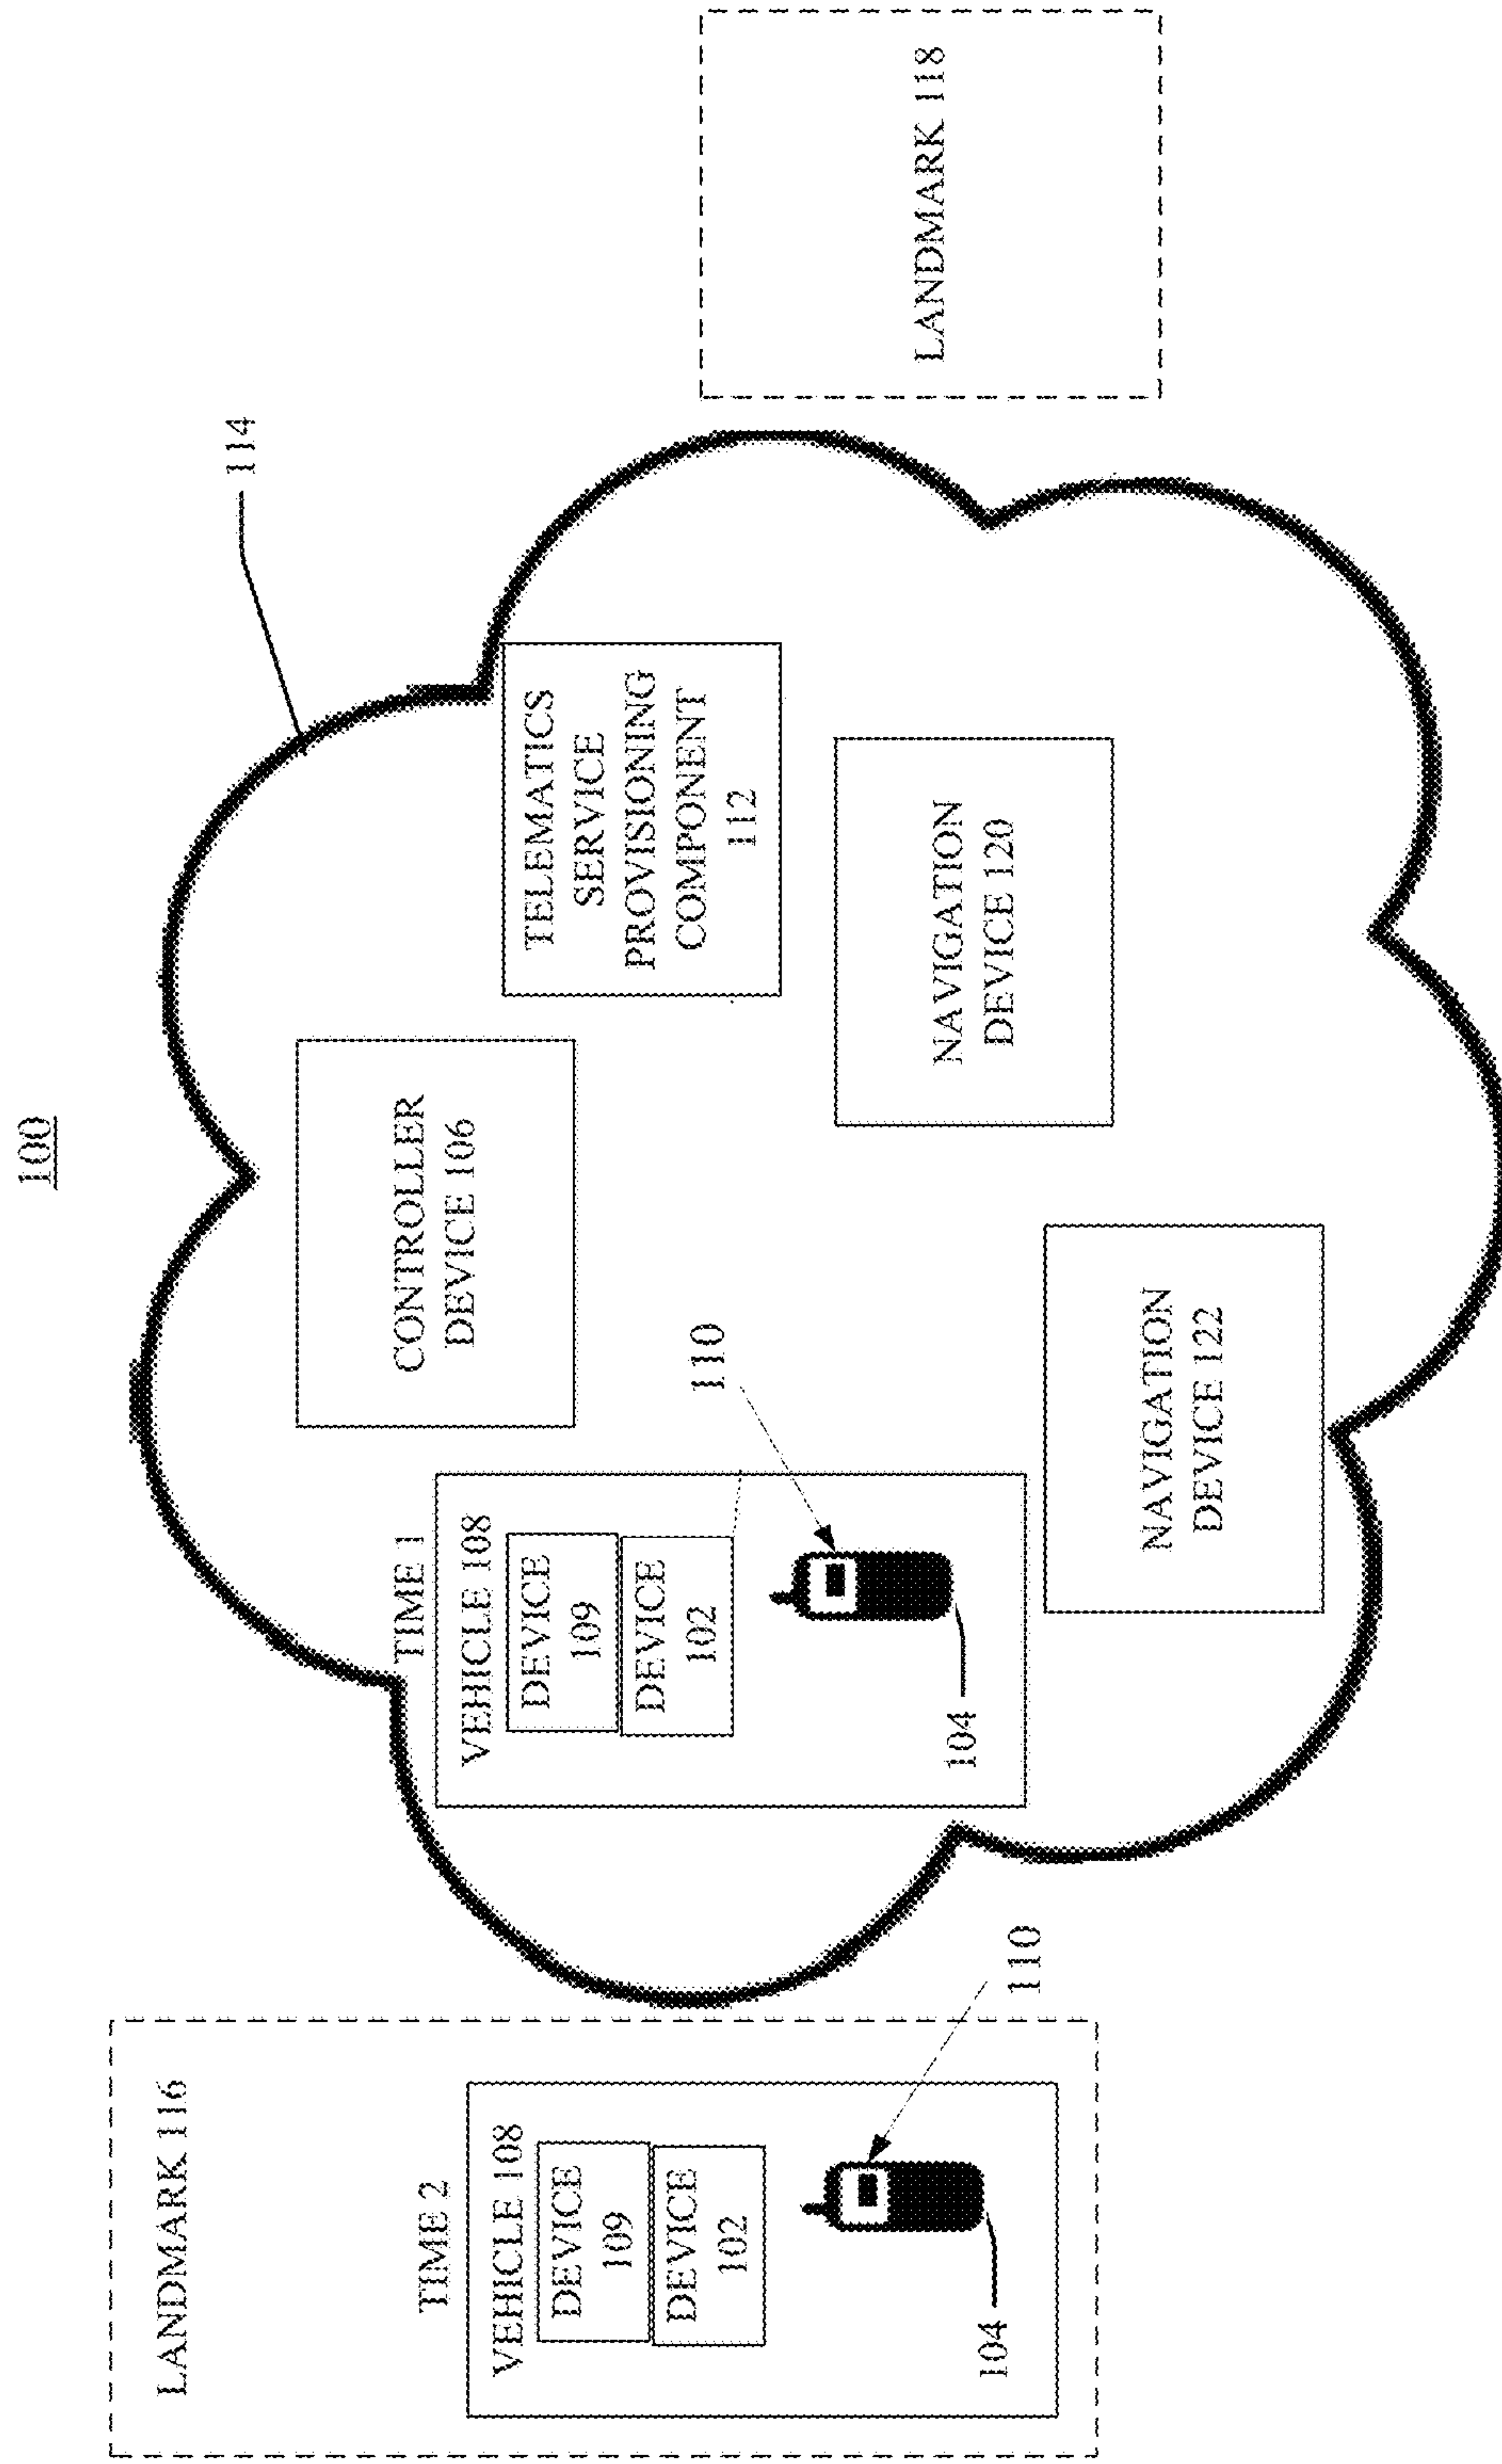 100
114
LANDMARK 116
TIME 2
VEHICLE 108
DEVICE
109
DEVICE
102
104
110
TIME 1
VEHICLE 108
DEVICE
109
DEVICE
102
104
110
CONTROLLER
DEVICE 106
TELEMATICS
SERVICE
PROVISIONING
COMPONENT
112
NAVIGATION
DEVICE 120
NAVIGATION
DEVICE 122
LANDMARK 118